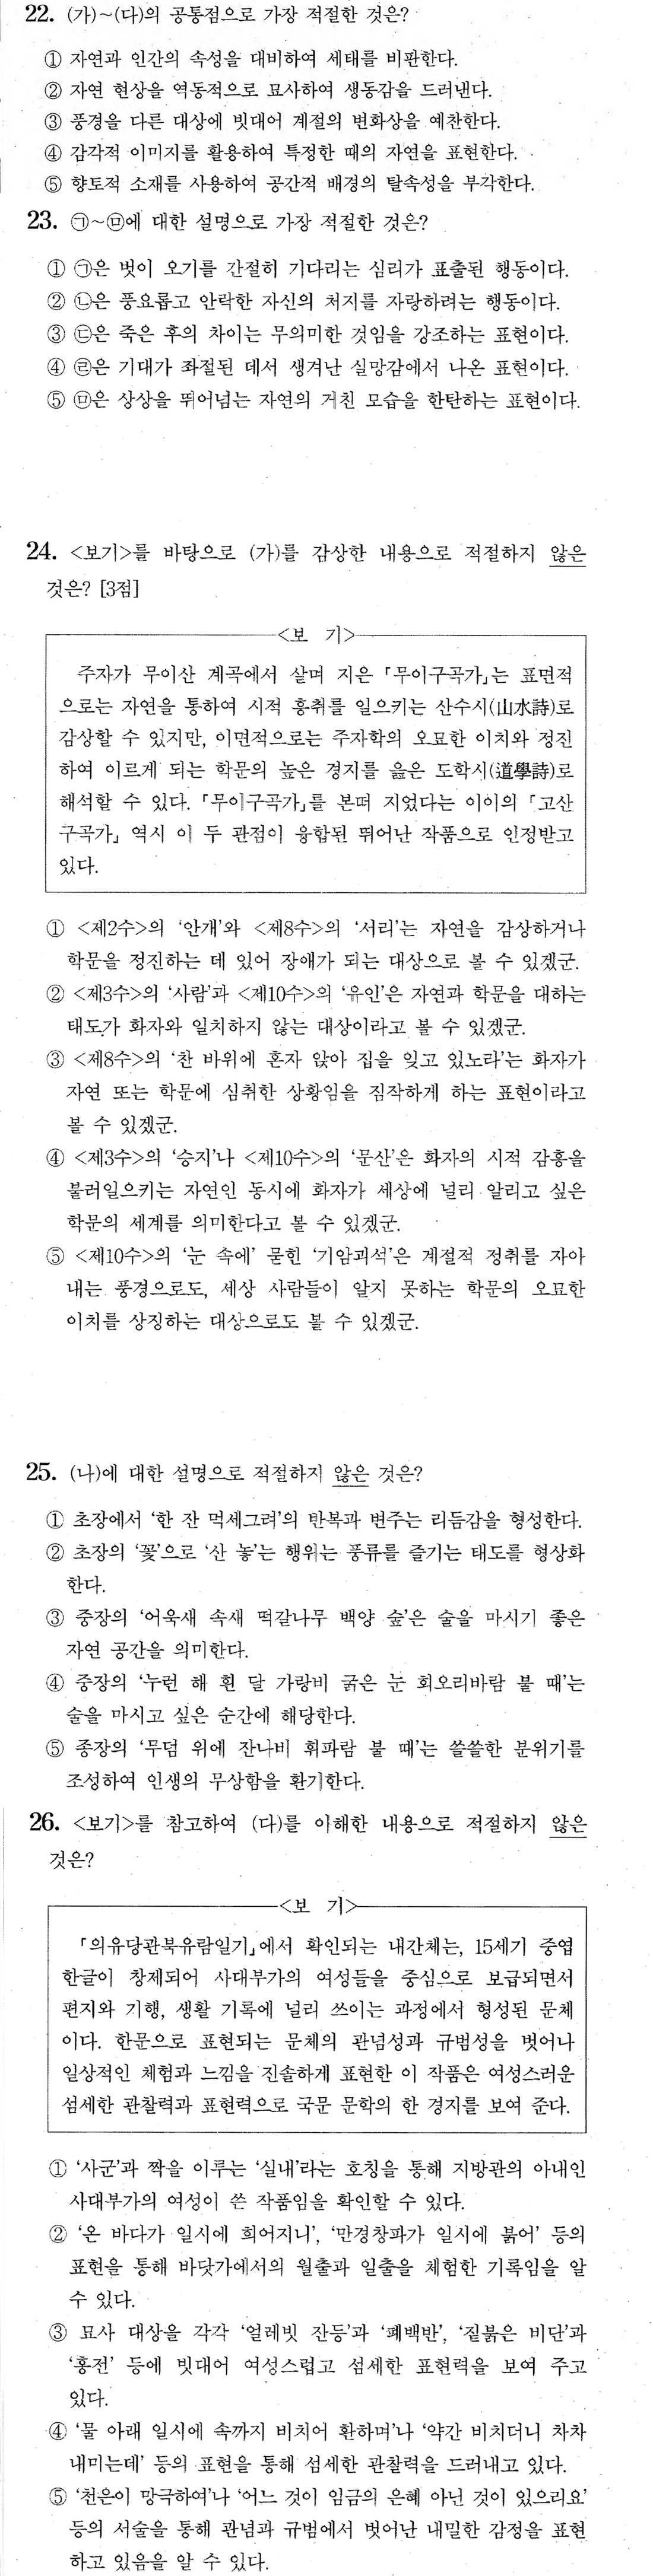 22. (가)~(다)의 공통점으로 가장 적절한 것은?
① 자연과 인간의 속성을 대비하여 세태를 비판한다.
② 자연 현상을 역동적으로 묘사하여 생동감을 드러낸다.
③ 풍경을 다른 대상에 빗대어 계절의 변화상을 예찬한다.
④ 감각적 이미지를 활용하여 특정한 때의 자연을 표현한다.
⑤ 향토적 소재를 사용하여 공간적 배경의 탈속성을 부각한다.
23. ㉠~㉤에 대한 설명으로 가장 적절한 것은?
① ㉠은 벗이 오기를 간절히 기다리는 심리가 표출된 행동이다.
② ㉡은 풍요롭고 안락한 자신의 처지를 자랑하려는 행동이다.
③ ㉢은 죽은 후의 차이는 무의미한 것임을 강조하는 표현이다.
④ ㉣은 기대가 좌절된 데서 생겨난 실망감에서 나온 표현이다.
⑤ ㉤은 상상을 뛰어넘는 자연의 거친 모습을 한탄하는 표현이다.
24. <보기>를 바탕으로 (가)를 감상한 내용으로 적절하지 않은
것은? [3점]
<보 기>
주자가 무이산 계곡에서 살며 지은 「무이구곡가」는 표면적
으로는 자연을 통하여 시적 흥취를 일으키는 산수시(山水詩)로
감상할 수 있지만, 이면적으로는 주자학의 오묘한 이치와 정진
하여 이르게 되는 학문의 높은 경지를 읊은 도학시(道學詩)로
해석할 수 있다. 「무이구곡가」를 본떠 지었다는 이이의 「고산
구곡가」 역시 이 두 관점이 융합된 뛰어난 작품으로 인정받고
있다.
① <제2수>의 '안개'와 <제8수>의 '서리'는 자연을 감상하거나
학문을 정진하는 데 있어 장애가 되는 대상으로 볼 수 있겠군.
② <제3수>의 '사람'과 <제10수>의 '유인'은 자연과 학문을 대하는
태도가 화자와 일치하지 않는 대상이라고 볼 수 있겠군.
③ <제8수>의 '찬 바위에 혼자 앉아 집을 잊고 있노라'는 화자가
자연 또는 학문에 심취한 상황임을 짐작하게 하는 표현이라고
볼 수 있겠군.
④ <제3수>의 '승지'나 <제10수>의 '문산'은 화자의 시적 감흥을
불러일으키는 자연인 동시에 화자가 세상에 널리 알리고 싶은
학문의 세계를 의미한다고 볼 수 있겠군.
⑤ <제10수>의 '눈 속에' 묻힌 '기암괴석'은 계절적 정취를 자아
내는 풍경으로도, 세상 사람들이 알지 못하는 학문의 오묘한
이치를 상징하는 대상으로도 볼 수 있겠군.
25. (나)에 대한 설명으로 적절하지 않은 것은?
① 초장에서 '한 잔 먹세그려'의 반복과 변주는 리듬감을 형성한다.
② 초장의 '꽃'으로 '산 놓'는 행위는 풍류를 즐기는 태도를 형상화
한다.
③ 중장의 '어욱새 속새 떡갈나무 백양 숲'은 술을 마시기 좋은
자연 공간을 의미한다.
④ 중장의 '누런 해 흰 달 가랑비 굵은 눈 회오리바람 불 때'는
술을 마시고 싶은 순간에 해당한다.
⑤ 종장의 '무덤 위에 잔나비 휘파람 불 때'는 쓸쓸한 분위기를
조성하여 인생의 무상함을 환기한다.
26. <보기>를 참고하여 (다)를 이해한 내용으로 적절하지 않은
것은?
<보 기>
「의유당관북유람일기」에서 확인되는 내간체는, 15세기 중엽
한글이 창제되어 사대부가의 여성들을 중심으로 보급되면서
편지와 기행, 생활 기록에 널리 쓰이는 과정에서 형성된 문체
이다. 한문으로 표현되는 문체의 관념성과 규범성을 벗어나
일상적인 체험과 느낌을 진솔하게 표현한 이 작품은 여성스러운
섬세한 관찰력과 표현력으로 국문 문학의 한 경지를 보여 준다.
① '사군'과 짝을 이루는 '실내'라는 호칭을 통해 지방관의 아내인
사대부가의 여성이 쓴 작품임을 확인할 수 있다.
② '온 바다가 일시에 희어지니', '만경창파가 일시에 붉어' 등의
표현을 통해 바닷가에서의 월출과 일출을 체험한 기록임을 알
수 있다.
③ 묘사 대상을 각각 '얼레빗 잔등'과 '폐백반', '짙붉은 비단'과
'홍전' 등에 빗대어 여성스럽고 섬세한 표현력을 보여 주고
있다.
④ '물 아래 일시에 속까지 비치어 환하며'나 '약간 비치더니 차차
내미는데' 등의 표현을 통해 섬세한 관찰력을 드러내고 있다.
⑤ '천은이 망극하여'나 '어느 것이 임금의 은혜 아닌 것이 있으리요'
등의 서술을 통해 관념과 규범에서 벗어난 내밀한 감정을 표현
하고 있음을 알 수 있다.